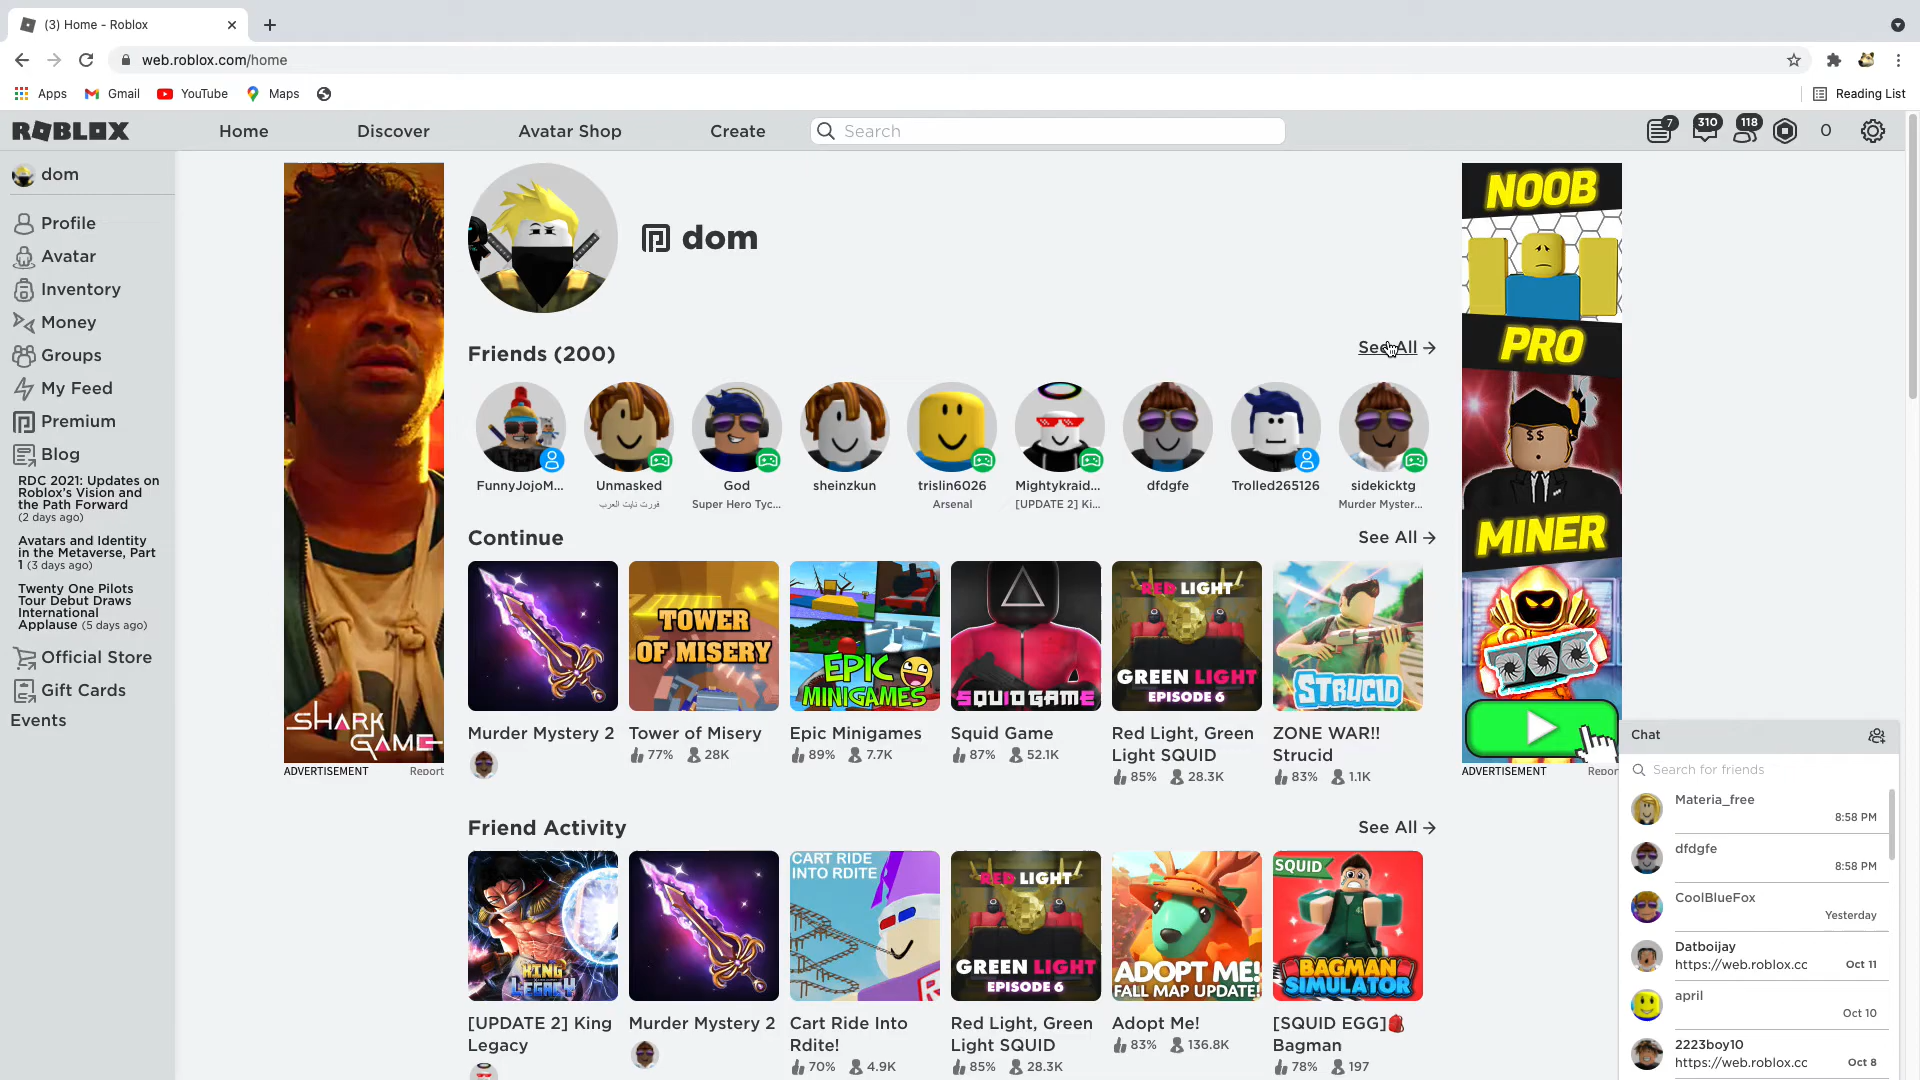 (3) Home - Roblox
web.roblox.com/home
Apps Gmail YouTube Maps Reading List
ROBLOX Home Discover Avatar Shop Create Search 7 310 118 0
dom
Profile
Avatar
Inventory
Money
Groups
My Feed
Premium
Blog
RDC 2021: Updates on
Roblox's Vision and
the Path Forward
(2 days ago)
Avatars and Identity
in the Metaverse, Part
1 (3 days ago)
Twenty One Pilots
Tour Debut Draws
International
Applause (5 days ago)
Official Store
Gift Cards
Events
SHARK
GAME
ADVERTISEMENT Report
dom
Friends (200) See All
FunnyJojoM... Unmasked God sheinzkun trislin6026 Mightykraid... dfdgfe Trolled265126 sidekicktg
فورت نايت العرب Super Hero Tyc... Arsenal [UPDATE 2] Ki... Murder Myster...
Continue See All
TOWER
OF MISERY
EPIC
MINIGAMES
SQUID GAME
RED LIGHT
GREEN LIGHT
EPISODE 6
STRUCID
Murder Mystery 2
Tower of Misery
77% 28K
Epic Minigames
89% 7.7K
Squid Game
87% 52.1K
Red Light, Green
Light SQUID
85% 28.3K
ZONE WAR!!
Strucid
83% 1.1K
Friend Activity See All
KING
LEGACY
CART RIDE
INTO RDITE
RED LIGHT
GREEN LIGHT
EPISODE 6
ADOPT ME!
FALL MAP UPDATE!
SQUID
BAGMAN
SIMULATOR
[UPDATE 2] King
Legacy
Murder Mystery 2
Cart Ride Into
Rdite!
70% 4.9K
Red Light, Green
Light SQUID
85% 28.3K
Adopt Me!
83% 136.8K
[SQUID EGG]🎒
Bagman
78% 197
NOOB
PRO
$$
MINER
ADVERTISEMENT Repor
Chat
Search for friends
Materia_free
8:58 PM
dfdgfe
8:58 PM
CoolBlueFox
Yesterday
Datboijay
https://web.roblox.cc Oct 11
april
Oct 10
2223boy10
https://web.roblox.cc Oct 8